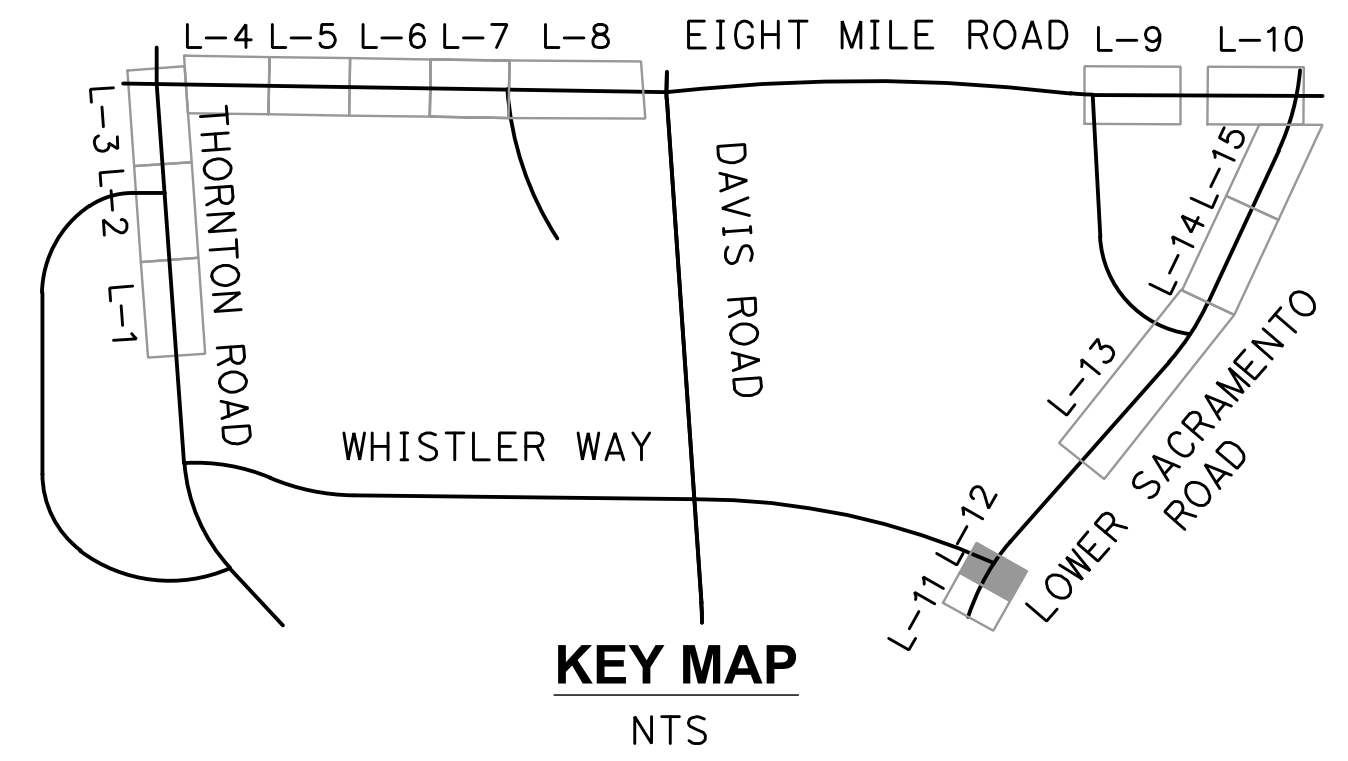 L-4 L-5 L-6 L-7 L-8 EIGHT MILE ROAD L-9 L-10
L-3
L-2
L-1
THORNTON ROAD
DAVIS ROAD
L-15
L-14
L-13
WHISTLER WAY
LOWER SACRAMENTO
ROAD
L-12
L-11
KEY MAP
NTS